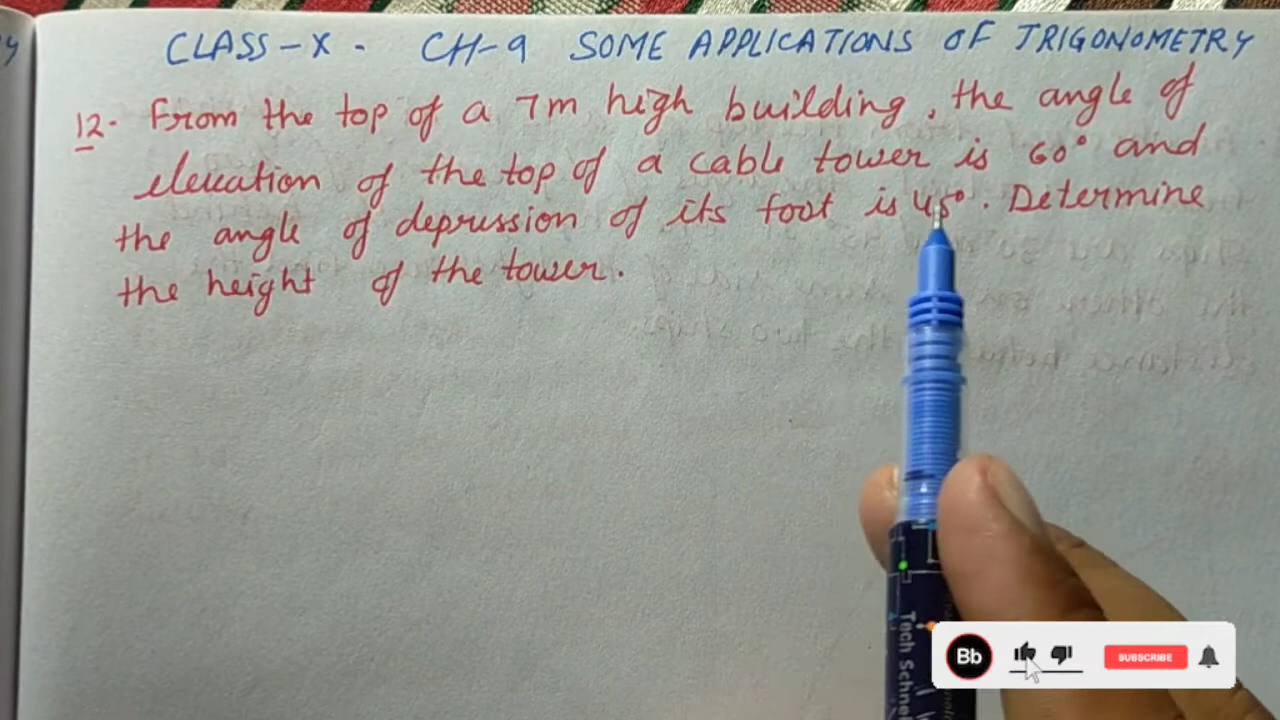 CLASS-X - CH-9 SOME APPLICATIONS OF TRIGONOMETRY
12. From the top of a 7m high building, the angle of
elevation of the top of a cable tower is 60° and
the angle of depression of its foot is 45°. Determine
the height of the tower.
Bb
SUBSCRIBE